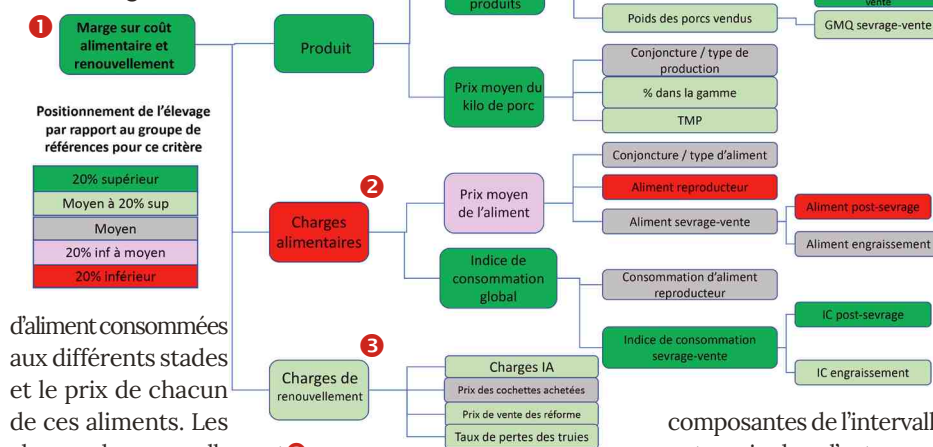 produits
vente
Poids des porcs vendus
GMQ sevrage-vente
1
Marge sur coût
alimentaire et
renouvellement
Produit
Conjoncture / type de
production
Prix moyen du
kilo de porc
% dans la gamme
TMP
Positionnement de l'élevage
par rapport au groupe de
références pour ce critère
20% supérieur
Moyen à 20% sup
Moyen
20% inf à moyen
20% inférieur
2
Charges
alimentaires
Prix moyen
de l'aliment
Conjoncture / type d'aliment
Aliment reproducteur
Aliment sevrage-vente
Aliment post-sevrage
Aliment engraissement
Indice de
consommation
global
Consommation d'aliment
reproducteur
Indice de consommation
sevrage-vente
IC post-sevrage
IC engraissement
3
Charges de
renouvellement
Charges IA
Prix des cochettes achetées
Prix de vente des réforme
Taux de pertes des truies
d'aliment consommées
aux différents stades
et le prix de chacun
de ces aliments. Les
composantes de l'intervall